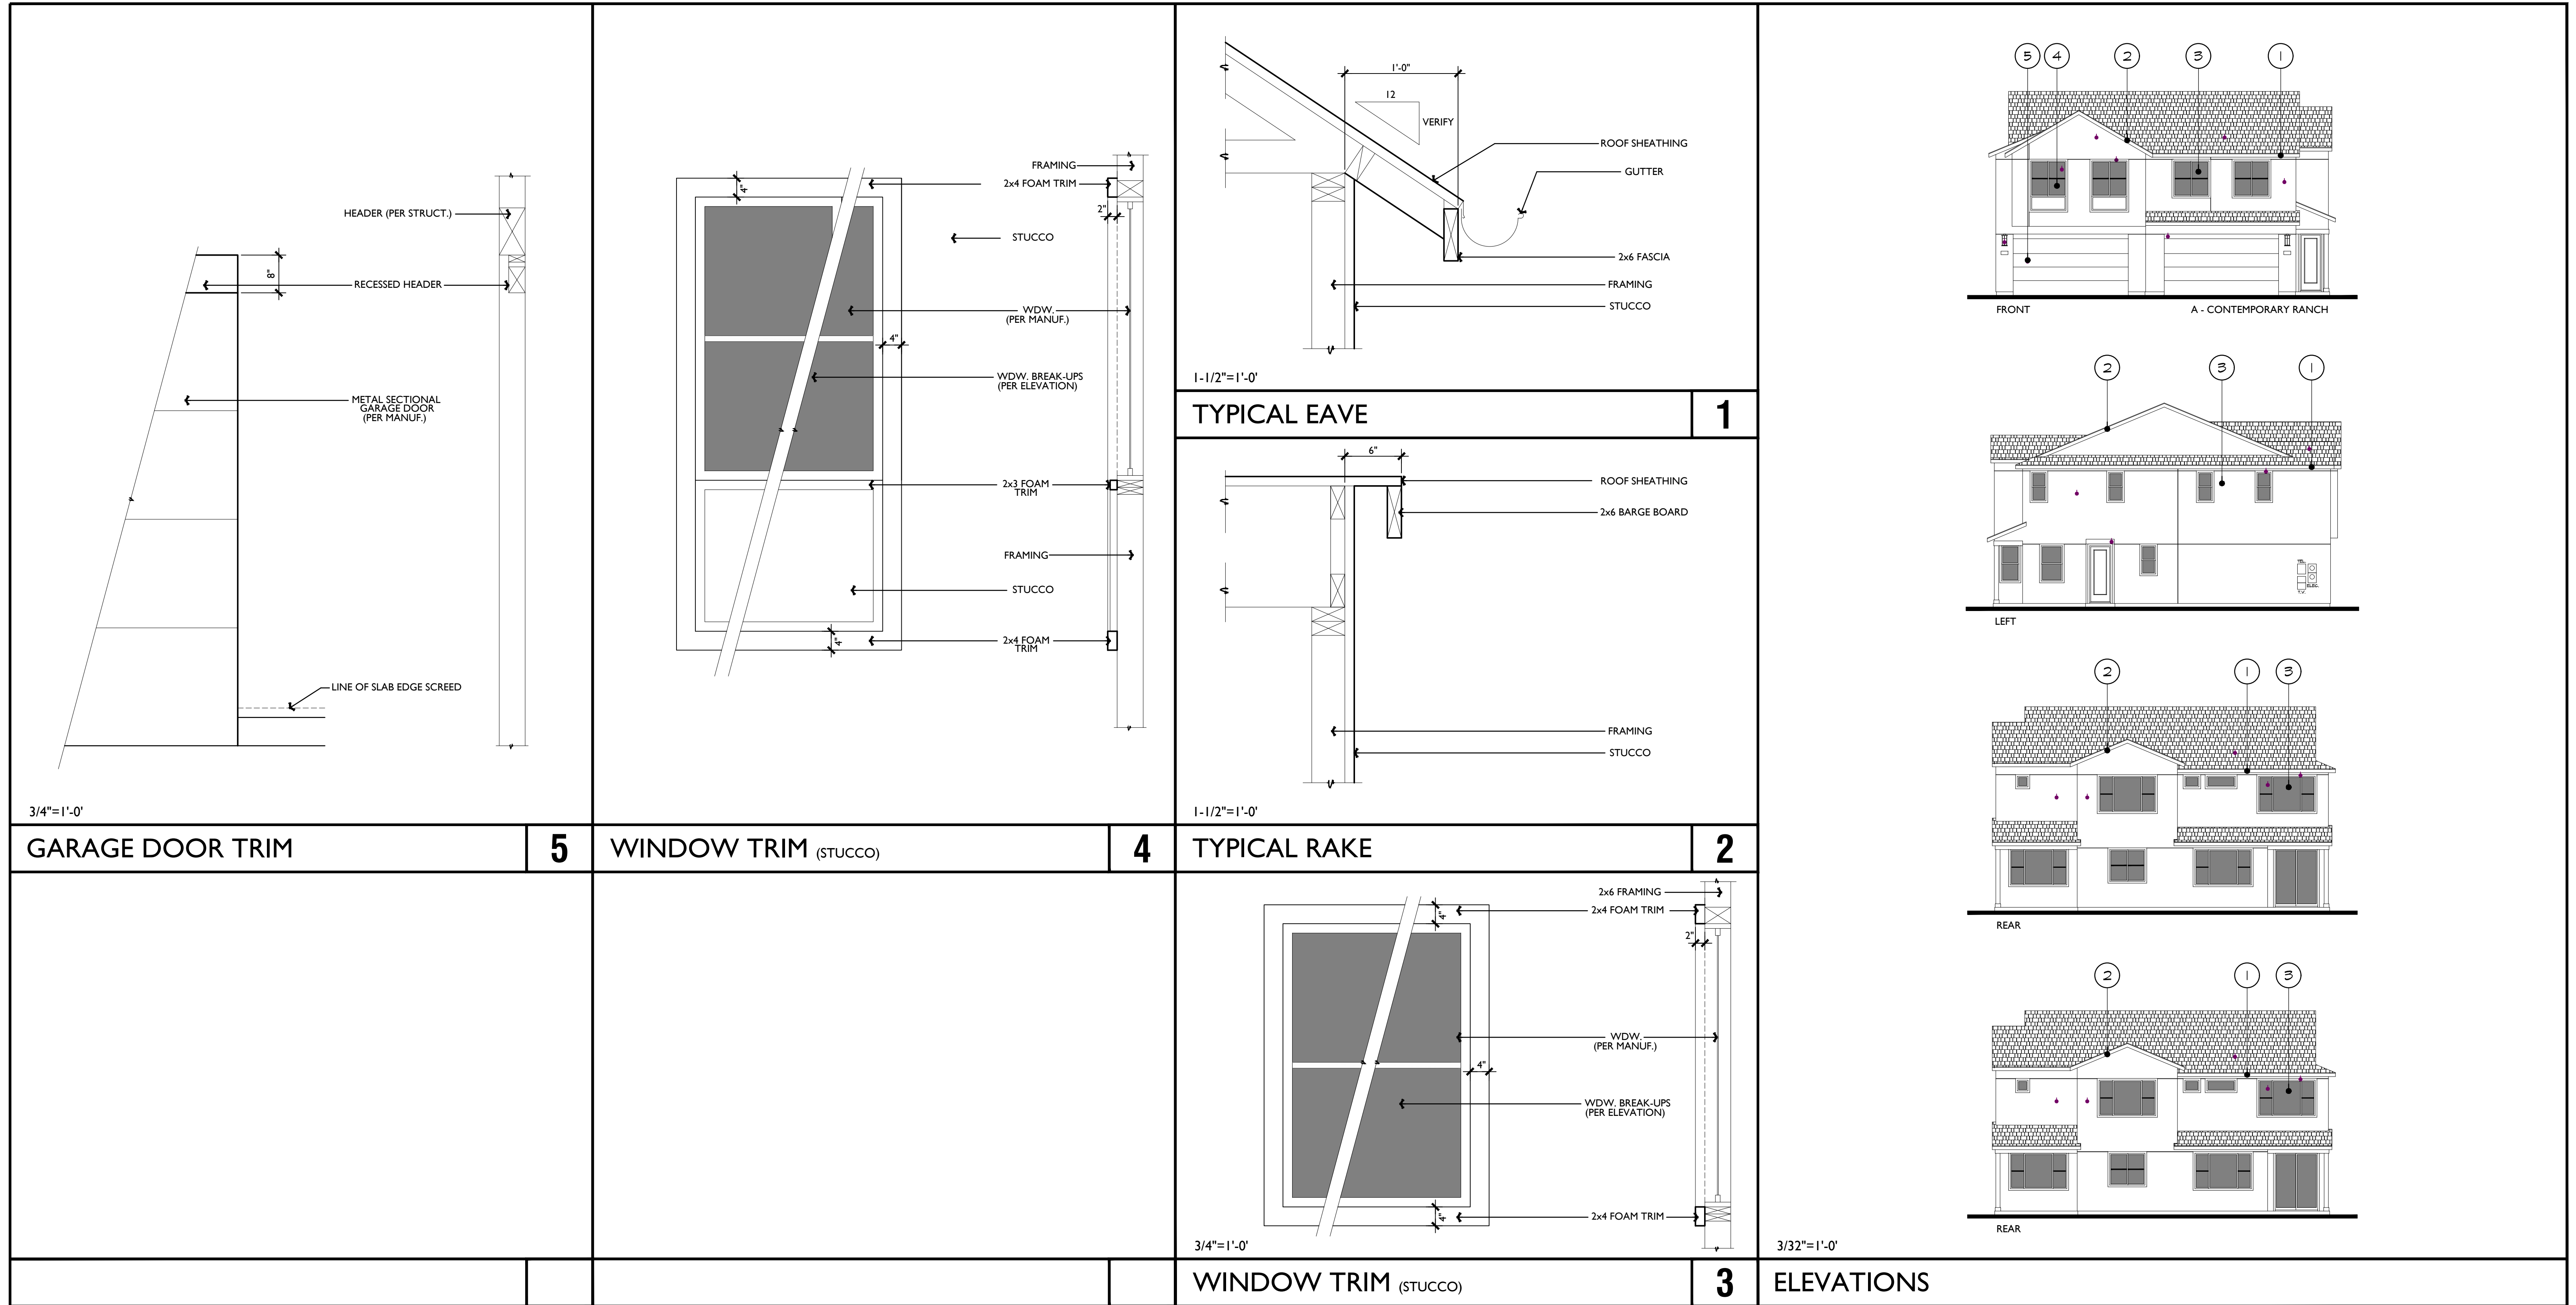 HEADER (PER STRUCT.)
8"
RECESSED HEADER
METAL SECTIONAL
GARAGE DOOR
(PER MANUF.)
LINE OF SLAB EDGE SCREED
3/4"=1'-0'
GARAGE DOOR TRIM
5
FRAMING
4"
2x4 FOAM TRIM
2"
STUCCO
WDW.
(PER MANUF.)
4"
WDW. BREAK-UPS
(PER ELEVATION)
2x3 FOAM
TRIM
FRAMING
STUCCO
4"
2x4 FOAM
TRIM
WINDOW TRIM (STUCCO)
4
1'-0"
12
VERIFY
ROOF SHEATHING
GUTTER
2x6 FASCIA
FRAMING
STUCCO
1-1/2"=1'-0'
TYPICAL EAVE
1
6"
ROOF SHEATHING
2x6 BARGE BOARD
FRAMING
STUCCO
1-1/2"=1'-0'
TYPICAL RAKE
2
2x6 FRAMING
4"
2x4 FOAM TRIM
2"
WDW.
(PER MANUF.)
4"
WDW. BREAK-UPS
(PER ELEVATION)
4"
2x4 FOAM TRIM
3/4"=1'-0'
WINDOW TRIM (STUCCO)
3
5 4 2 3 1
FRONT
A - CONTEMPORARY RANCH
2 3 1
LEFT
2 1 3
REAR
2 1 3
REAR
3/32"=1'-0'
ELEVATIONS